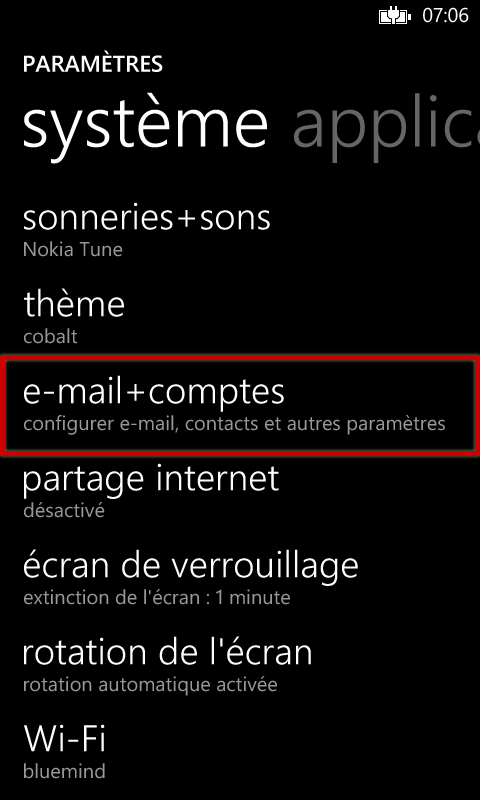 07:06
PARAMÈTRES
système applic
sonneries+sons
Nokia Tune
thème
cobalt
e-mail+comptes
configurer e-mail, contacts et autres paramètres
partage internet
désactivé
écran de verrouillage
extinction de l'écran : 1 minute
rotation de l'écran
rotation automatique activée
Wi-Fi
bluemind